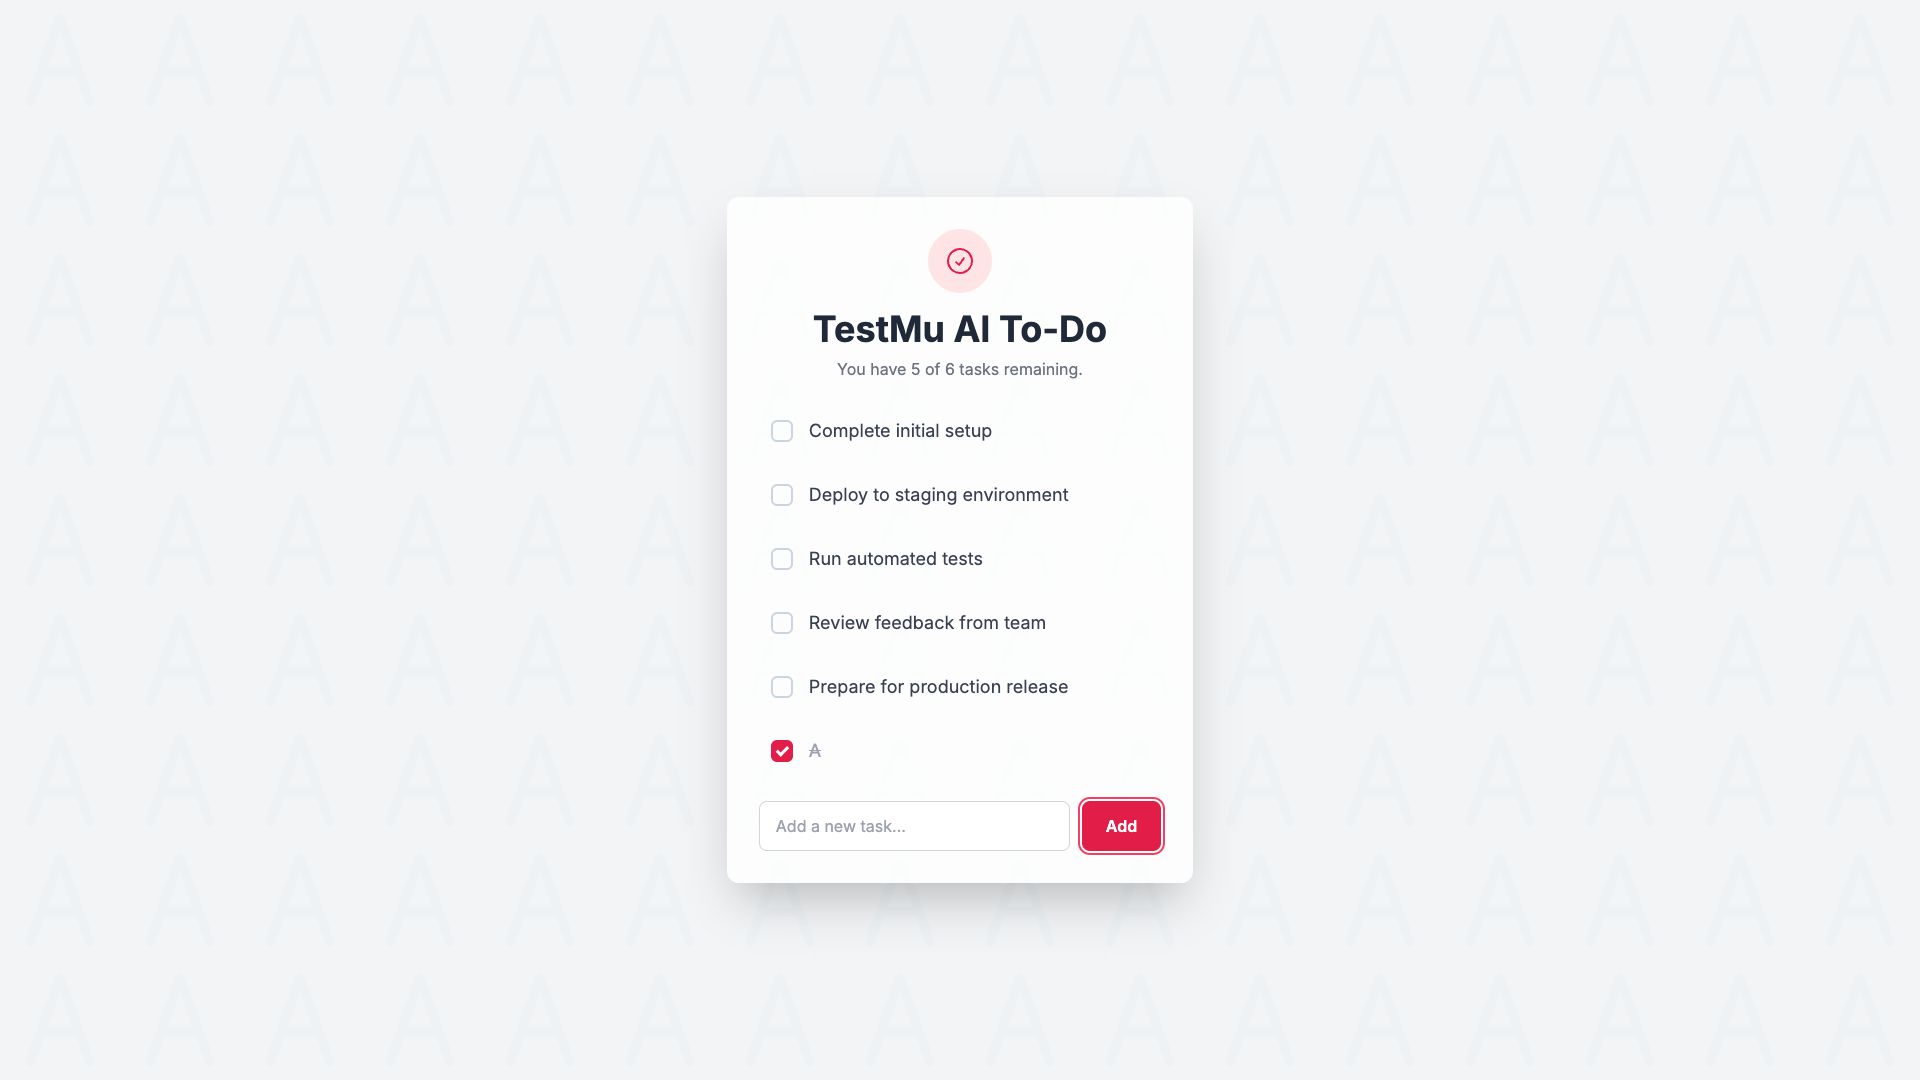 TestMu AI To-Do
You have 5 of 6 tasks remaining.
Complete initial setup
Deploy to staging environment
Run automated tests
Review feedback from team
Prepare for production release
A
Add a new task...
Add